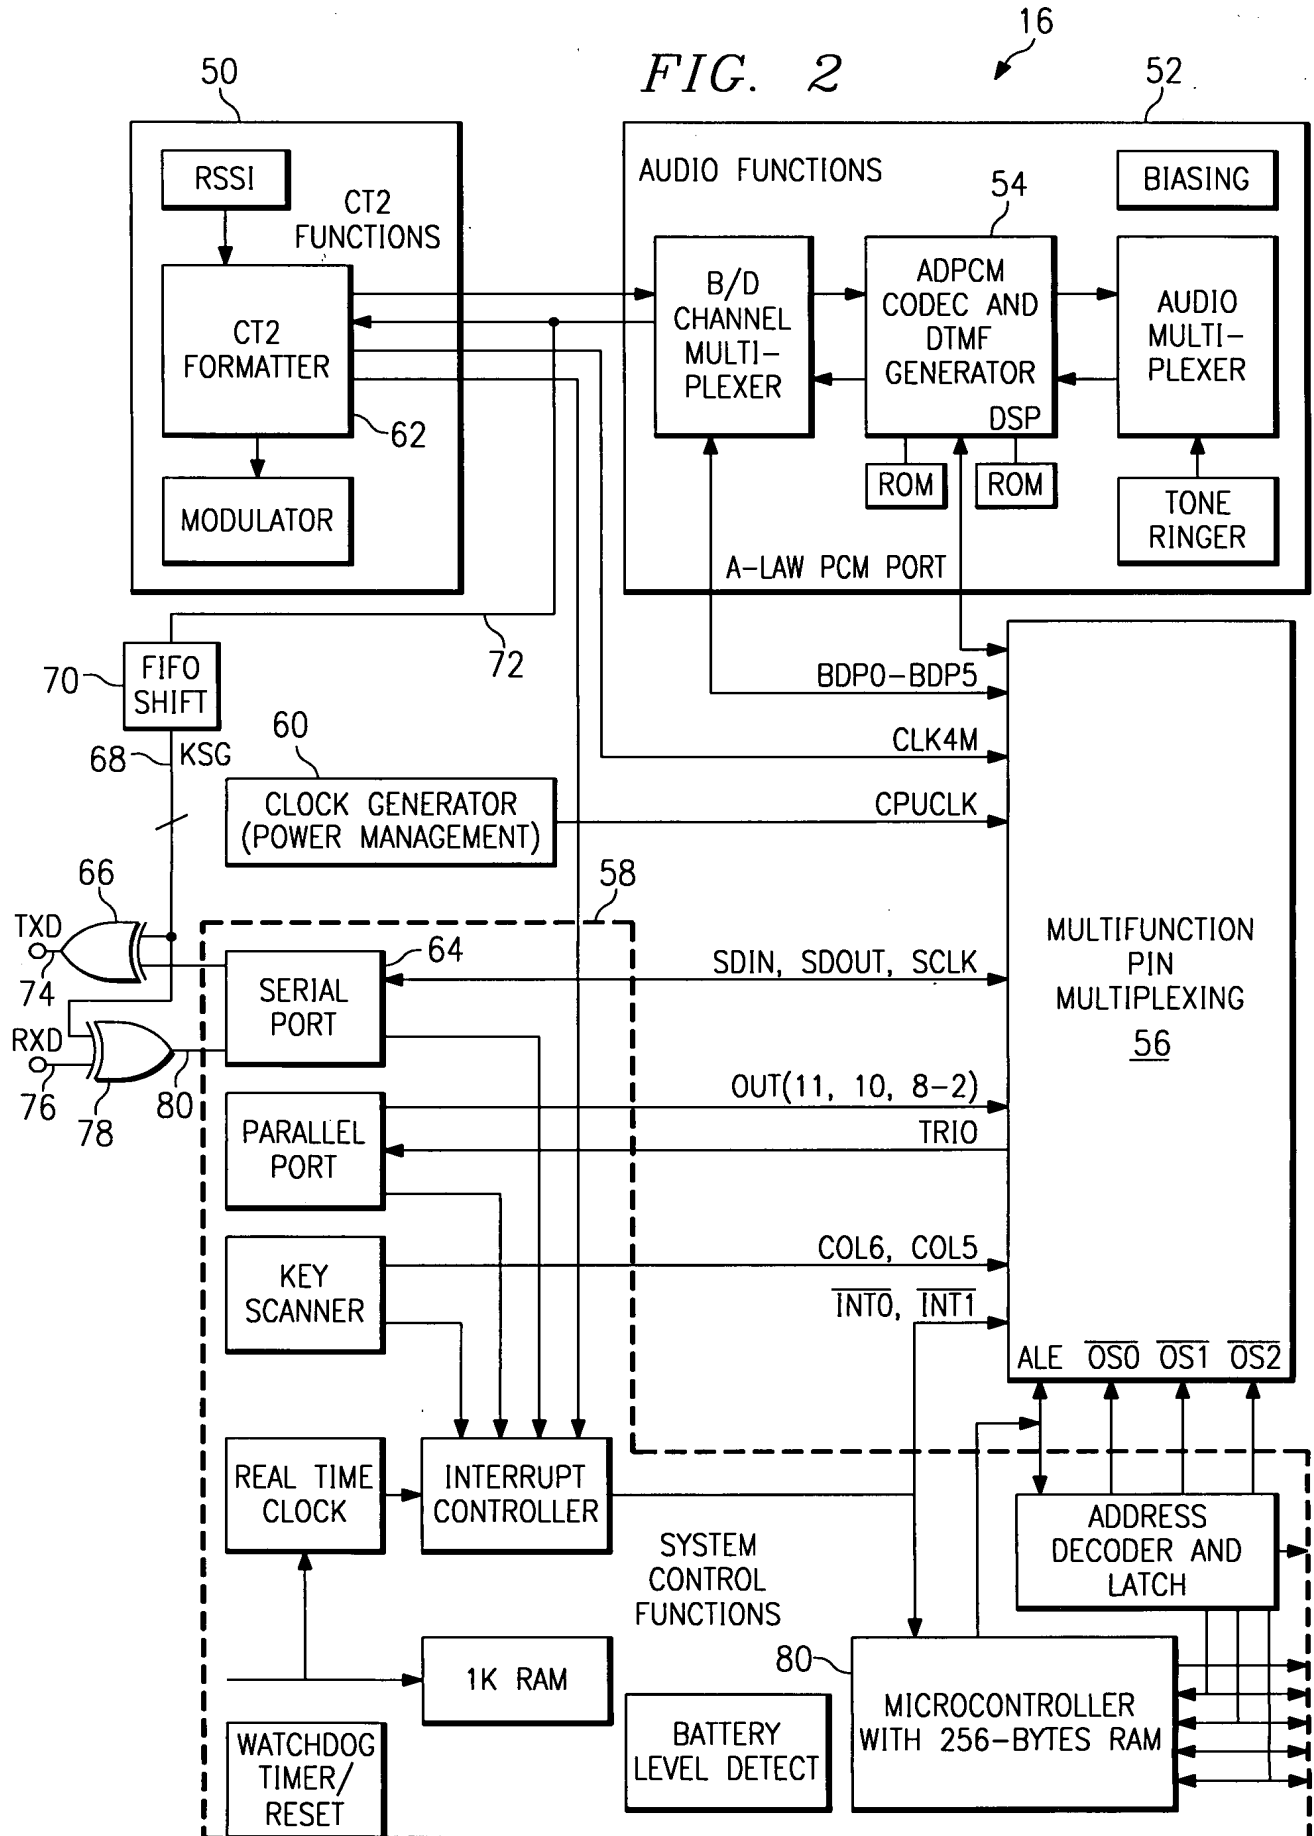 FIG. 2
16
50
52
RSSI
CT2
FUNCTIONS
CT2
FORMATTER
62
MODULATOR
AUDIO FUNCTIONS
BIASING
54
B/D
CHANNEL
MULTI-
PLEXER
ADPCM
CODEC AND
DTMF
GENERATOR
DSP
AUDIO
MULTI-
PLEXER
ROM
ROM
TONE
RINGER
A-LAW PCM PORT
70
FIFO
SHIFT
72
68
KSG
BDP0-BDP5
CLK4M
60
CLOCK GENERATOR
(POWER MANAGEMENT)
CPUCLK
66
58
TXD
74
64
SERIAL
PORT
SDIN, SDOUT, SCLK
MULTIFUNCTION
PIN
MULTIPLEXING
56
RXD
76
78
80
PARALLEL
PORT
OUT(11, 10, 8-2)
TRIO
KEY
SCANNER
COL6, COL5
INT0, INT1
ALE OS0 OS1 OS2
REAL TIME
CLOCK
INTERRUPT
CONTROLLER
SYSTEM
CONTROL
FUNCTIONS
ADDRESS
DECODER AND
LATCH
1K RAM
80
MICROCONTROLLER
WITH 256-BYTES RAM
WATCHDOG
TIMER/
RESET
BATTERY
LEVEL DETECT